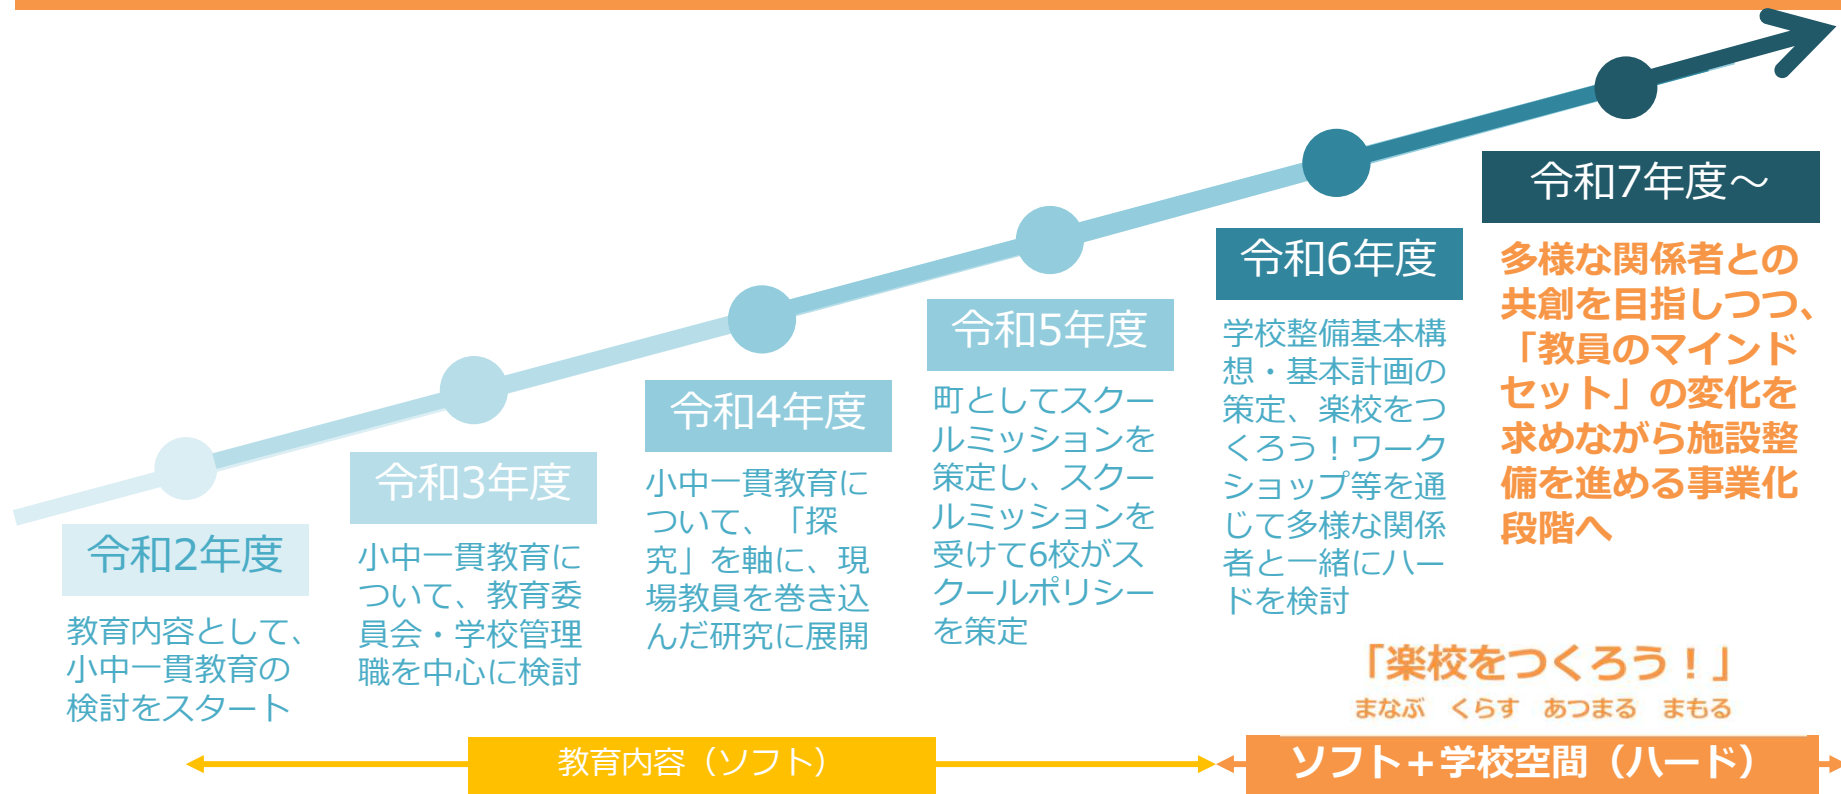 令和2年度
教育内容として、
小中一貫教育の
検討をスタート
令和3年度
小中一貫教育に
ついて、教育委
員会・学校管理
職を中心に検討
令和4年度
小中一貫教育に
ついて、「探
究」を軸に、現
場教員を巻き込
んだ研究に展開
令和5年度
町としてスクー
ルミッションを
策定し、スクー
ルミッションを
受けて6校がス
クールポリシー
を策定
令和6年度
学校整備基本構
想・基本計画の
策定、楽校をつ
くろう！ワーク
ショップ等を通
じて多様な関係
者と一緒にハー
ドを検討
令和7年度～
多様な関係者との
共創を目指しつつ、
「教員のマインド
セット」の変化を
求めながら施設整
備を進める事業化
段階へ
「楽校をつくろう！」
まなぶ　くらす　あつまる　まもる
教育内容（ソフト）
ソフト＋学校空間（ハード）